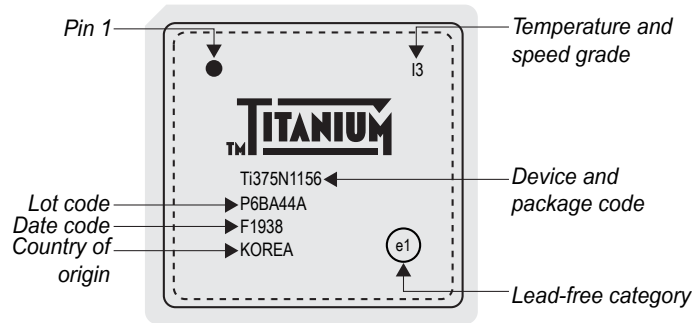 Pin 1
Temperature and
speed grade
I3
TM TITANIUM
Ti375N1156
Device and
package code
Lot code
P6BA44A
Date code
F1938
Country of
origin
KOREA
e1
Lead-free category